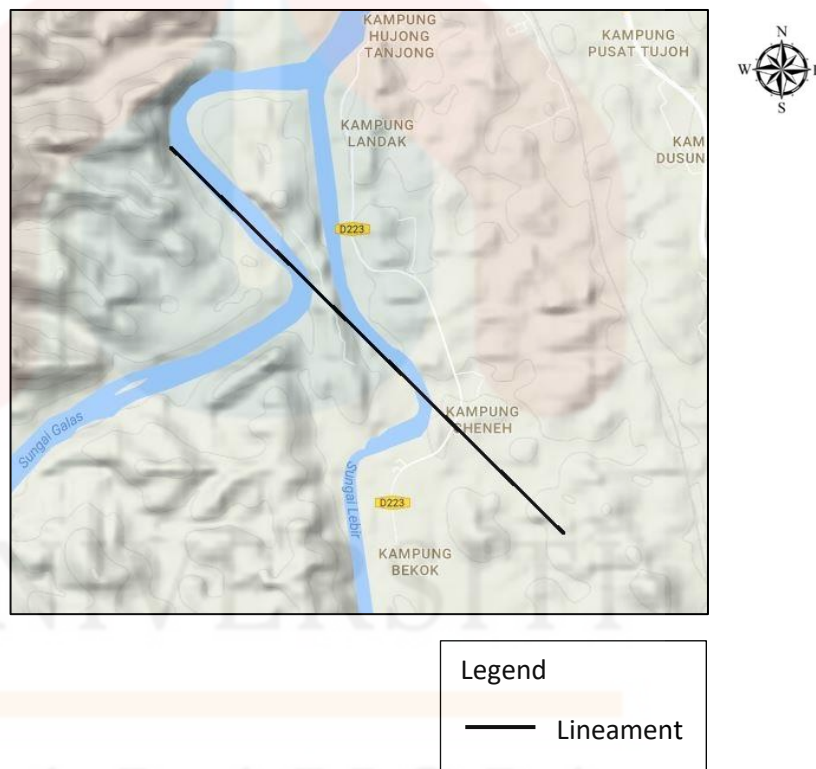 KAMPUNG
HUJONG
TANJONG
KAMPUNG
PUSAT TUJOH
N
W
S
KAMPUNG
LANDAK
KAM
DUSUN
D223
KAMPUNG
CHENEH
Sungai Galas
Sungai Lebir
D223
KAMPUNG
BEKOK
UNIVERSITI
Legend
Lineament